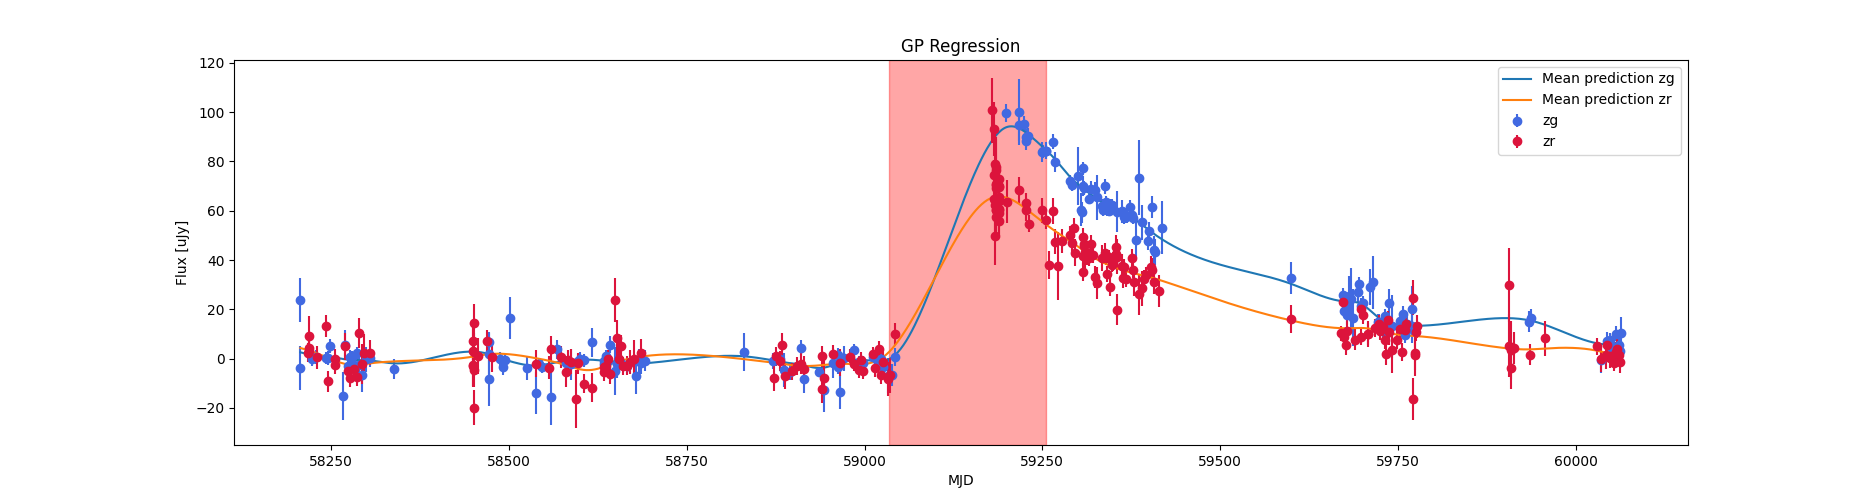 GP Regression
120
100
80
60
40
20
0
−20
Flux [uJy]
58250
58500
58750
59000
59250
59500
59750
60000
MJD
Mean prediction zg
Mean prediction zr
zg
zr